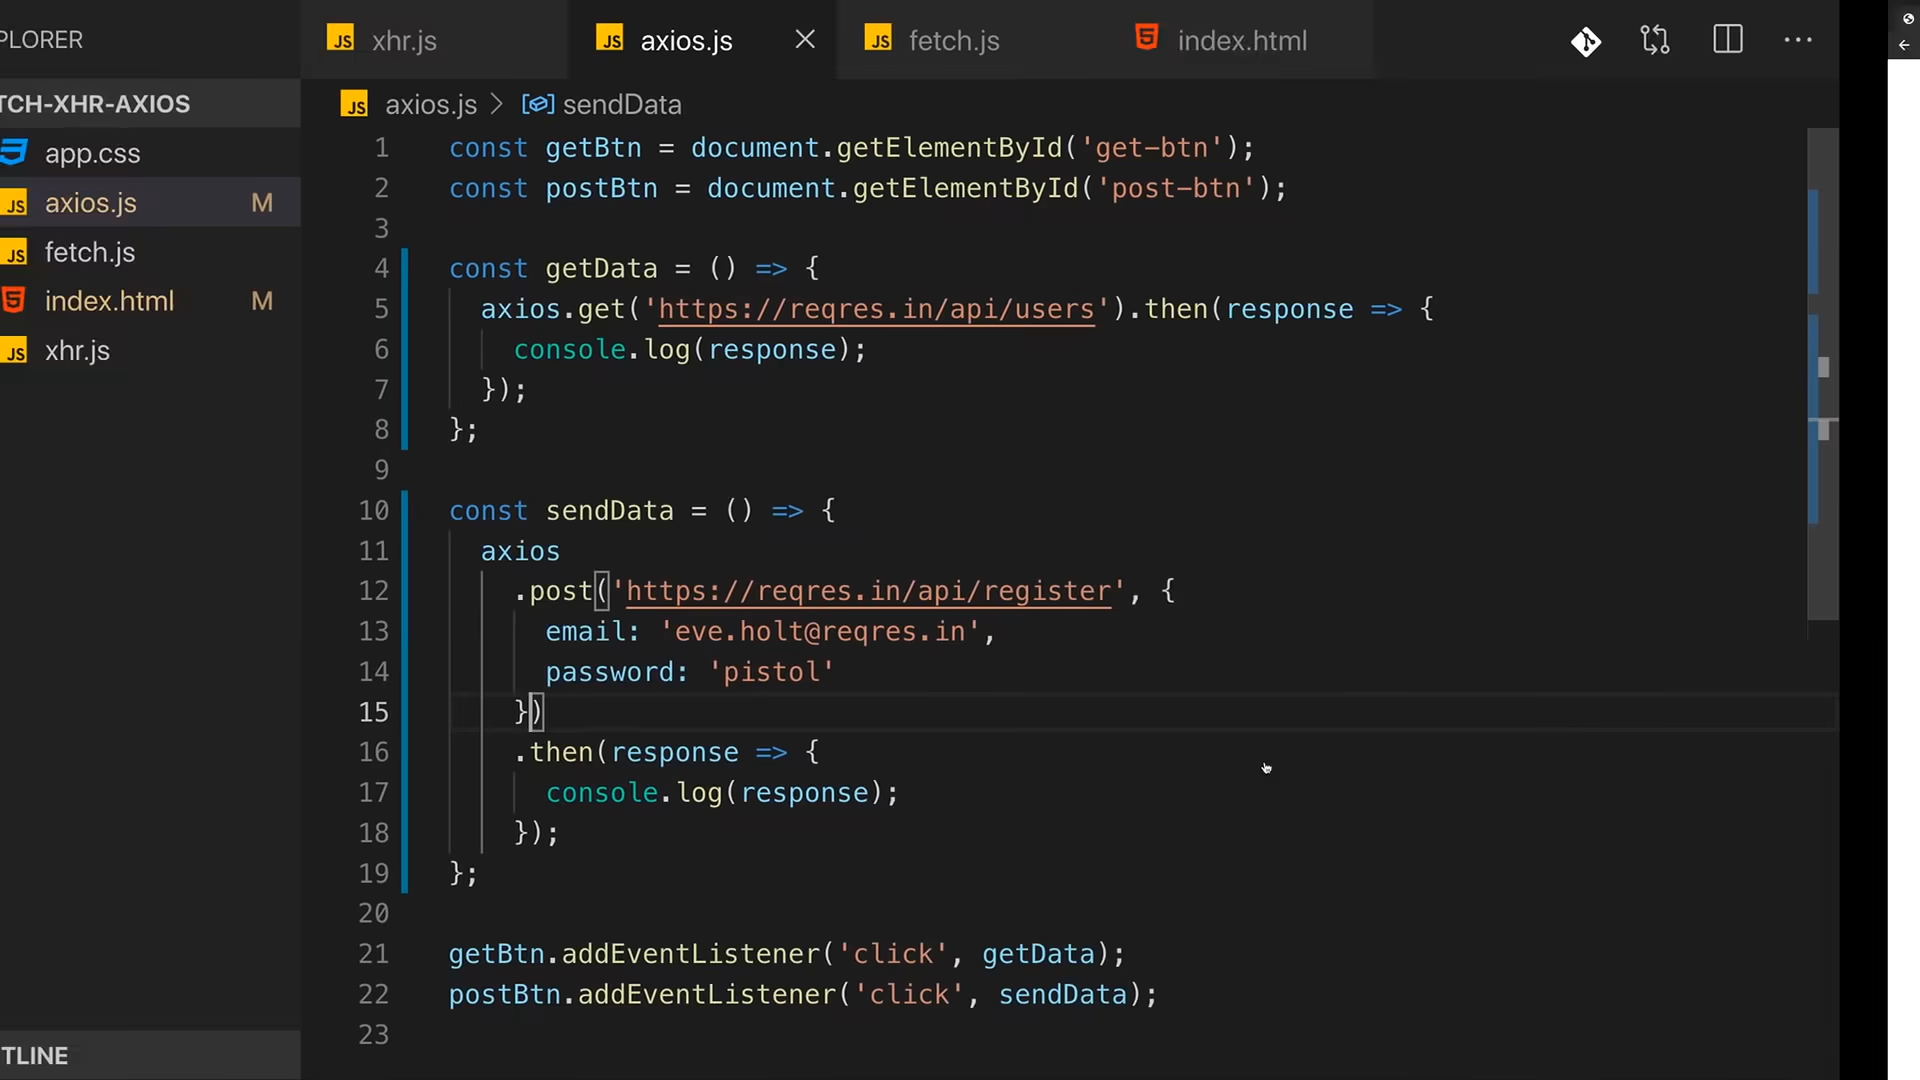 PLORER
xhr.js
axios.js
fetch.js
index.html
TCH-XHR-AXIOS
app.css
axios.js M
fetch.js
index.html M
xhr.js
TLINE
axios.js > sendData
1 const getBtn = document.getElementById('get-btn');
2 const postBtn = document.getElementById('post-btn');
3
4 const getData = () => {
5 axios.get('https://reqres.in/api/users').then(response => {
6 console.log(response);
7 });
8 };
9
10 const sendData = () => {
11 axios
12 .post('https://reqres.in/api/register', {
13 email: 'eve.holt@reqres.in',
14 password: 'pistol'
15 })
16 .then(response => {
17 console.log(response);
18 });
19 };
20
21 getBtn.addEventListener('click', getData);
22 postBtn.addEventListener('click', sendData);
23